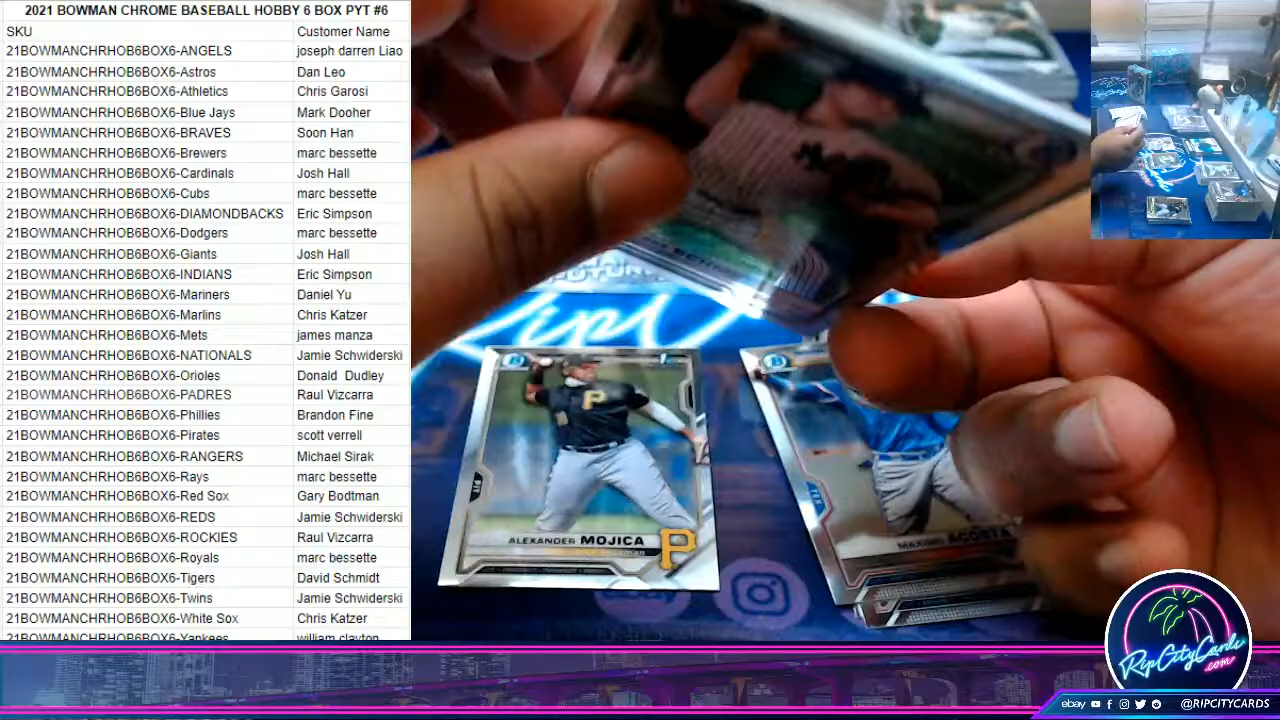 2021 BOWMAN CHROME BASEBALL HOBBY 6 BOX PYT #6
SKU Customer Name
21BOWMANCHRHOB6BOX6-ANGELS joseph darren Liao
21BOWMANCHRHOB6BOX6-Astros Dan Leo
21BOWMANCHRHOB6BOX6-Athletics Chris Garosi
21BOWMANCHRHOB6BOX6-Blue Jays Mark Dooher
21BOWMANCHRHOB6BOX6-BRAVES Soon Han
21BOWMANCHRHOB6BOX6-Brewers marc bessette
21BOWMANCHRHOB6BOX6-Cardinals Josh Hall
21BOWMANCHRHOB6BOX6-Cubs marc bessette
21BOWMANCHRHOB6BOX6-DIAMONDBACKS Eric Simpson
21BOWMANCHRHOB6BOX6-Dodgers marc bessette
21BOWMANCHRHOB6BOX6-Giants Josh Hall
21BOWMANCHRHOB6BOX6-INDIANS Eric Simpson
21BOWMANCHRHOB6BOX6-Mariners Daniel Yu
21BOWMANCHRHOB6BOX6-Marlins Chris Katzer
21BOWMANCHRHOB6BOX6-Mets james manza
21BOWMANCHRHOB6BOX6-NATIONALS Jamie Schwiderski
21BOWMANCHRHOB6BOX6-Orioles Donald Dudley
21BOWMANCHRHOB6BOX6-PADRES Raul Vizcarra
21BOWMANCHRHOB6BOX6-Phillies Brandon Fine
21BOWMANCHRHOB6BOX6-Pirates scott verrell
21BOWMANCHRHOB6BOX6-RANGERS Michael Sirak
21BOWMANCHRHOB6BOX6-Rays marc bessette
21BOWMANCHRHOB6BOX6-Red Sox Gary Bodtman
21BOWMANCHRHOB6BOX6-REDS Jamie Schwiderski
21BOWMANCHRHOB6BOX6-ROCKIES Raul Vizcarra
21BOWMANCHRHOB6BOX6-Royals marc bessette
21BOWMANCHRHOB6BOX6-Tigers David Schmidt
21BOWMANCHRHOB6BOX6-Twins Jamie Schwiderski
21BOWMANCHRHOB6BOX6-White Sox Chris Katzer
21BOWMANCHRHOB6BOX6-Yankees william clayton
P
PIT
ALEXANDER MOJICA
P
ACOSTA
ebay
RipCityCards
.com
ebay @RIPCITYCARDS